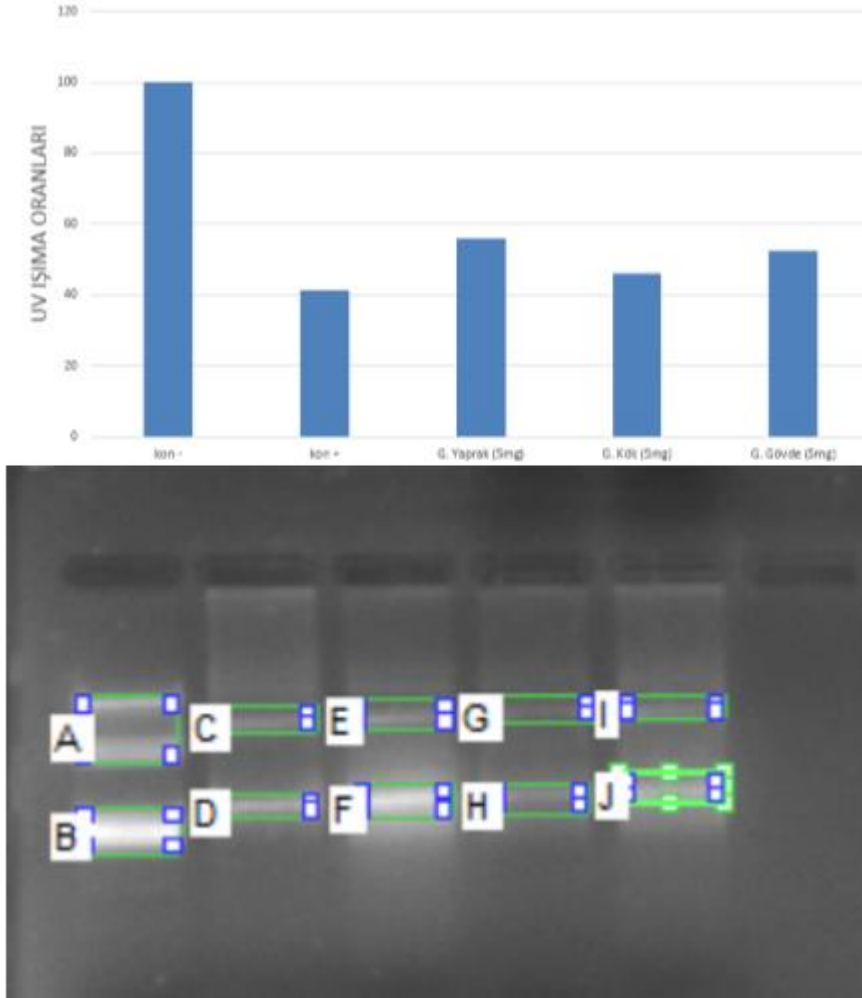 120
100
80
60
40
20
0
UV IŞIMA ORANLARI
kon - kon + G. Yaprak (5mg) G. Kök (5mg) G. Gövde (5mg)
A C E G I
B D F H J